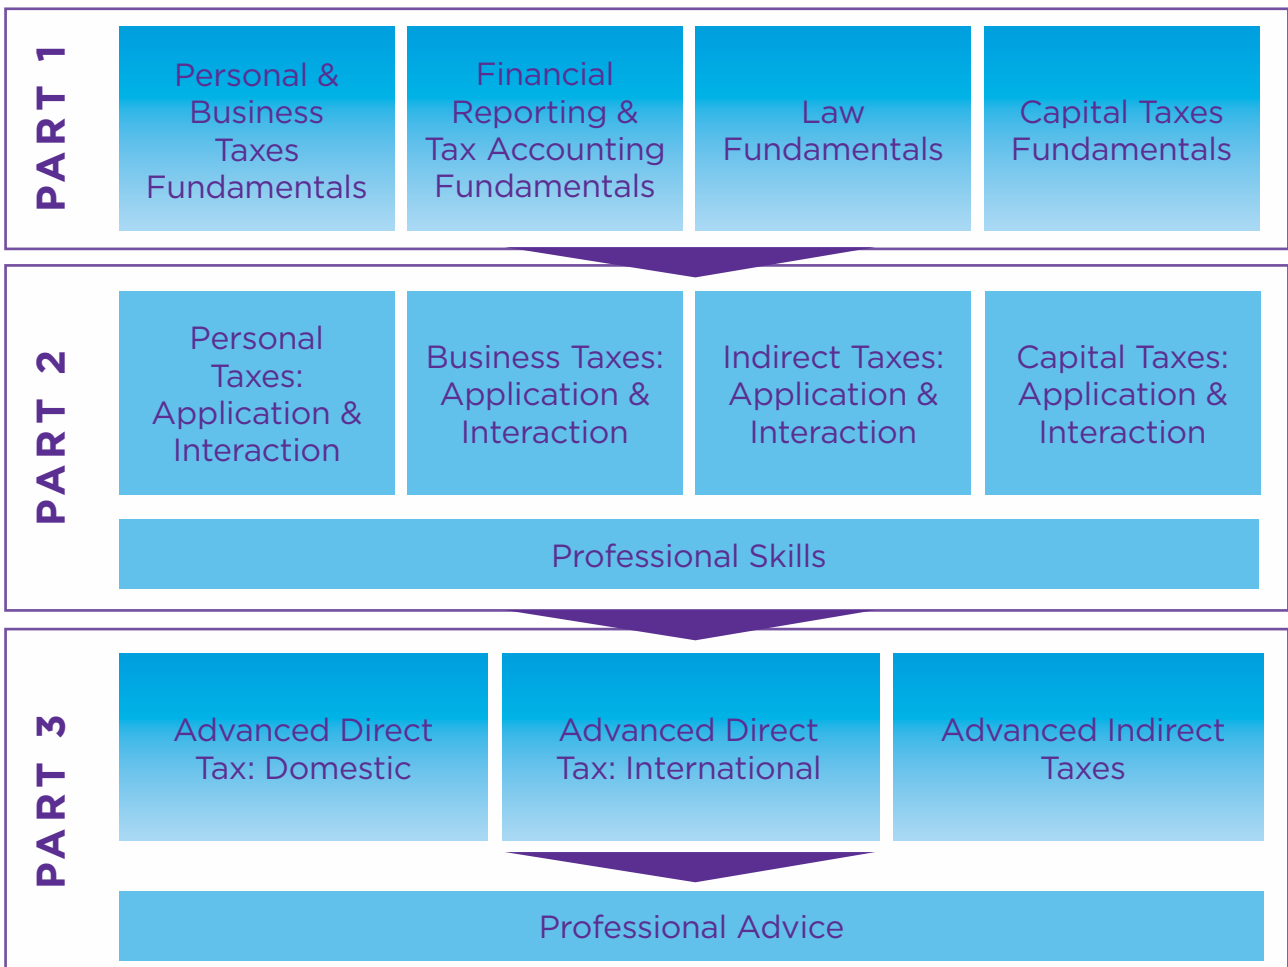 PART 1
Personal &
Business
Taxes
Fundamentals
Financial
Reporting &
Tax Accounting
Fundamentals
Law
Fundamentals
Capital Taxes
Fundamentals
PART 2
Personal
Taxes:
Application &
Interaction
Business Taxes:
Application &
Interaction
Indirect Taxes:
Application &
Interaction
Capital Taxes:
Application &
Interaction
Professional Skills
PART 3
Advanced Direct
Tax: Domestic
Advanced Direct
Tax: International
Advanced Indirect
Taxes
Professional Advice